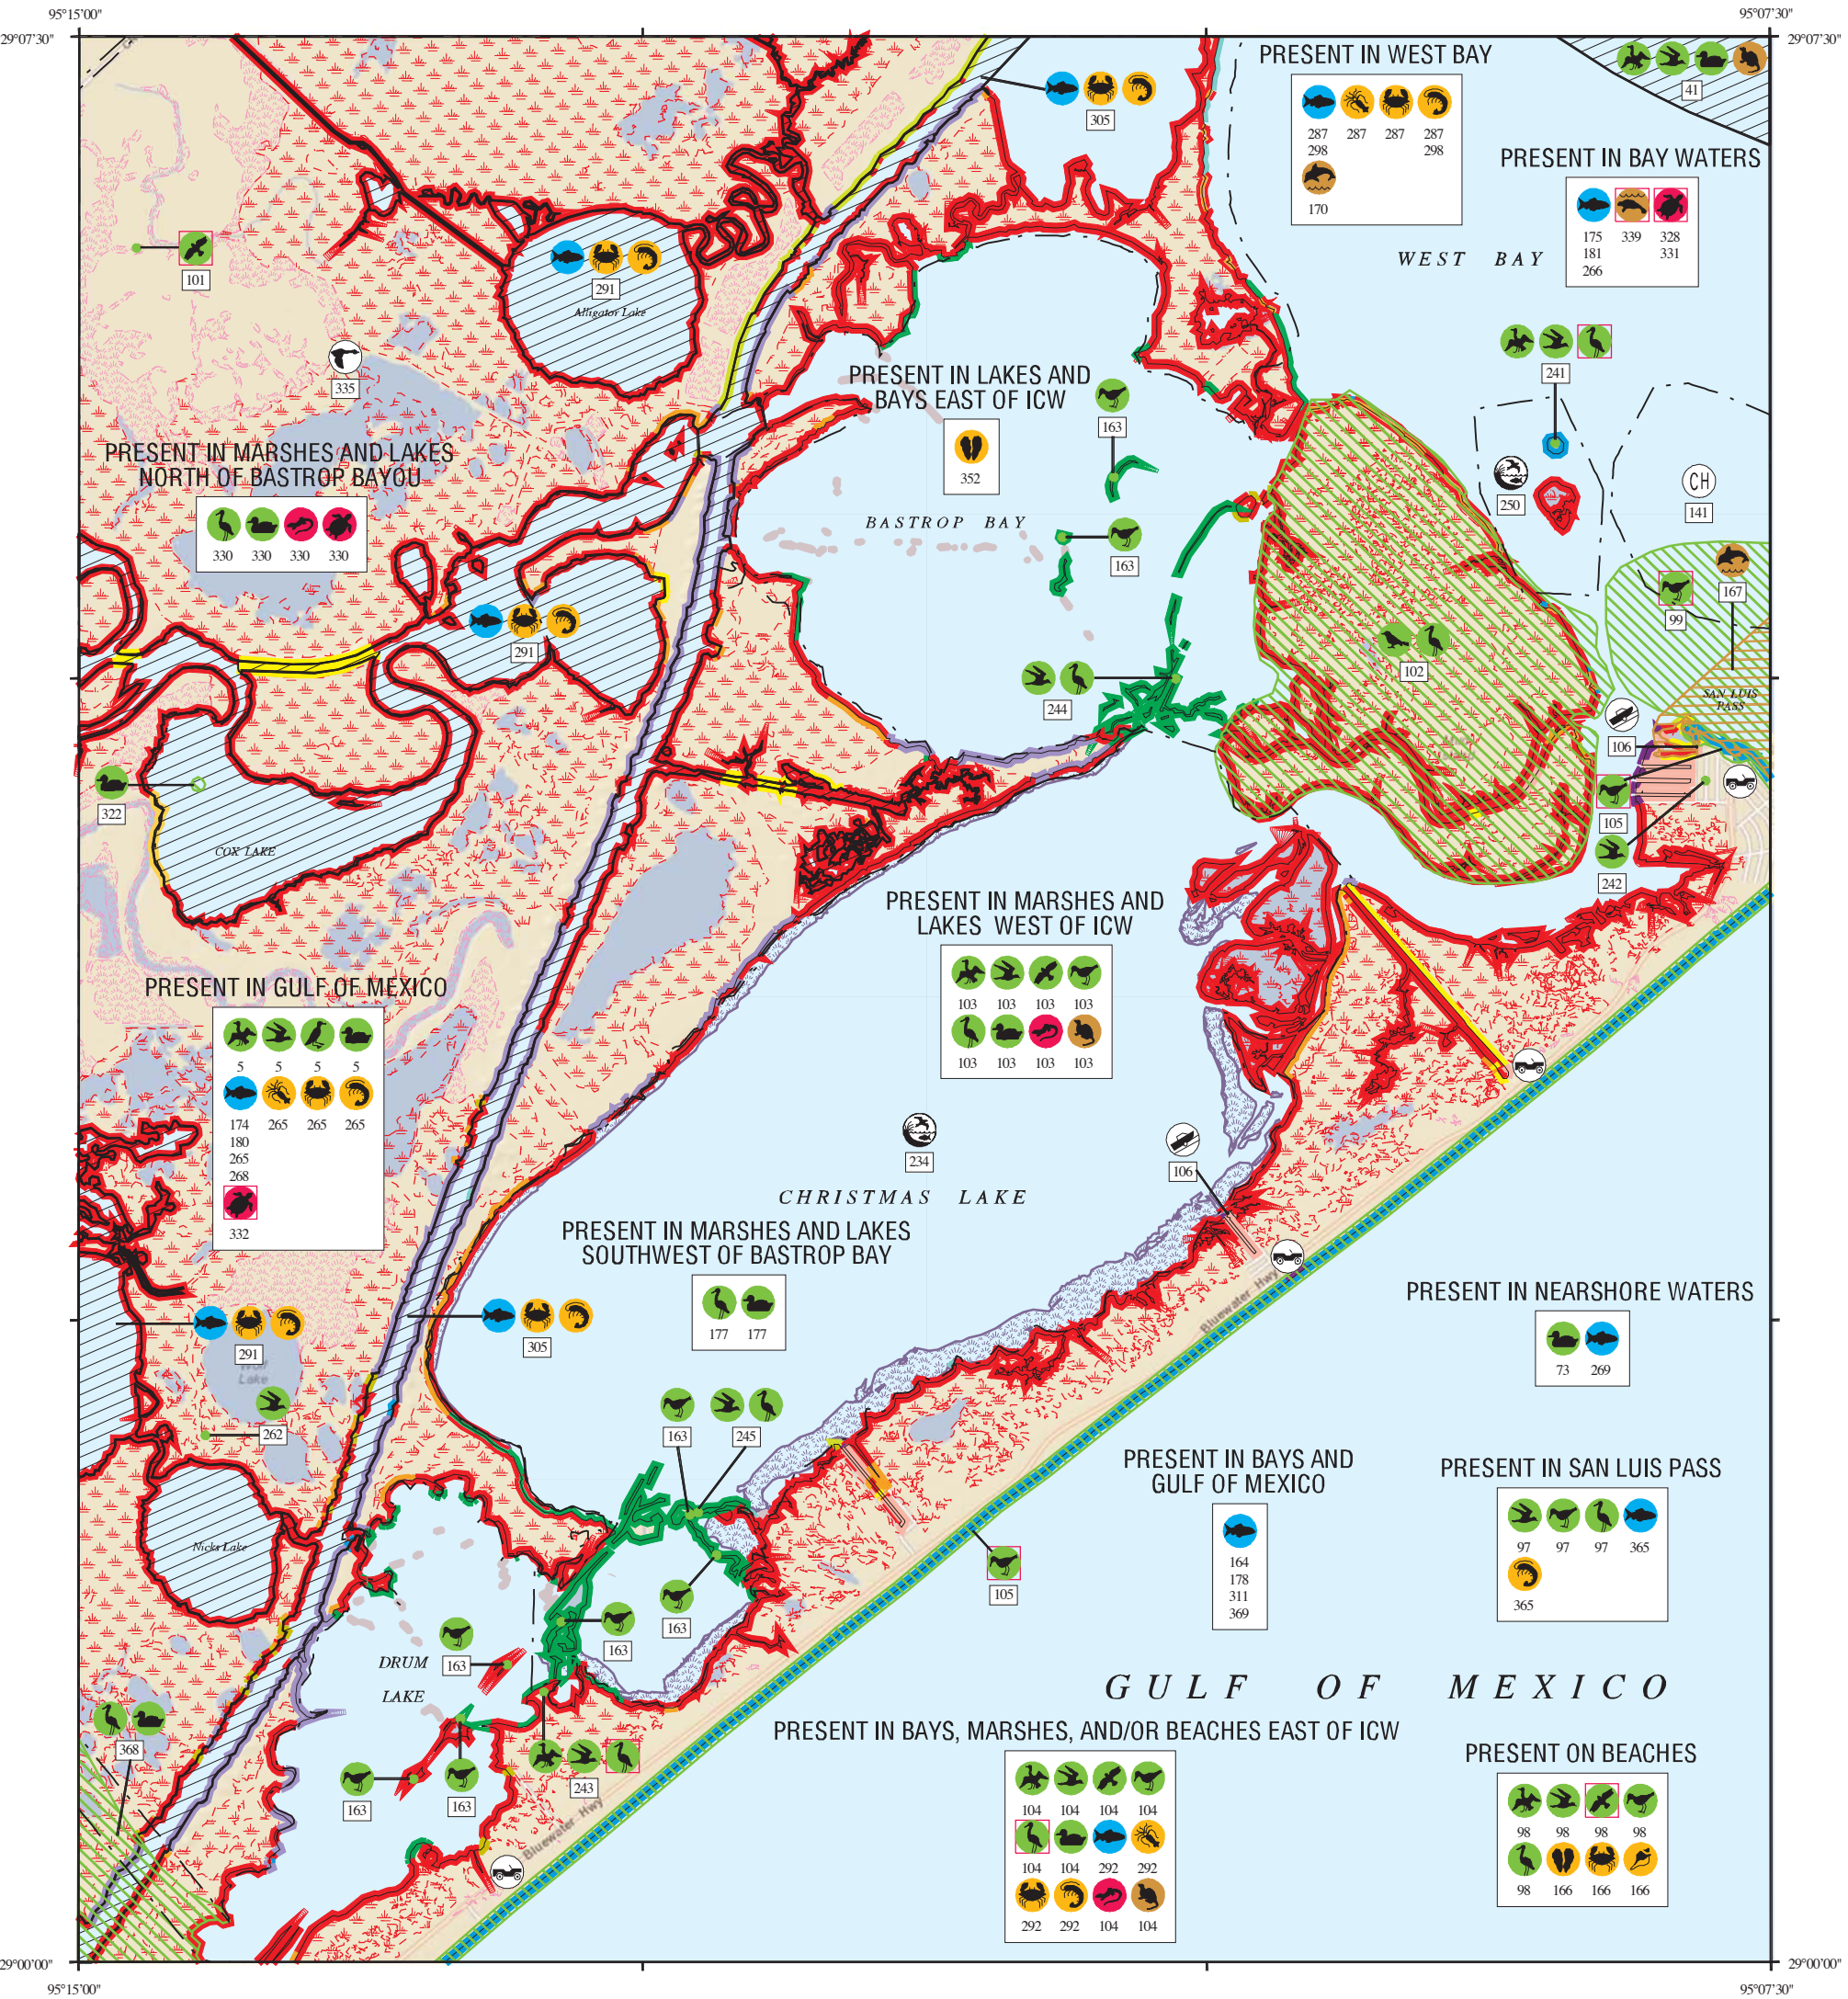 95°15'00"
95°07'30"
29°07'30"
29°07'30"
PRESENT IN WEST BAY
287 287 287 287
298 298
170
41
305
PRESENT IN BAY WATERS
175 339 328
181 331
266
WEST BAY
101
291
Alligator Lake
335
241
PRESENT IN LAKES AND
BAYS EAST OF ICW
352
163
PRESENT IN MARSHES AND LAKES
NORTH OF BASTROP BAYOU
330 330 330 330
250
CH
141
BASTROP BAY
163
167
99
291
102
244
SAN LUIS
PASS
106
322
105
COX LAKE
242
PRESENT IN MARSHES AND
LAKES WEST OF ICW
103 103 103 103
103 103 103 103
PRESENT IN GULF OF MEXICO
5 5 5 5
174 265 265 265
180
265
268
332
234
106
CHRISTMAS LAKE
PRESENT IN MARSHES AND LAKES
SOUTHWEST OF BASTROP BAY
177 177
Bluewater Hwy
PRESENT IN NEARSHORE WATERS
73 269
291
305
Lake
262
163 245
PRESENT IN BAYS AND
GULF OF MEXICO
164
178
311
369
PRESENT IN SAN LUIS PASS
97 97 97 365
365
Nicks Lake
105
163
163
DRUM
LAKE
163
GULF OF MEXICO
368
PRESENT IN BAYS, MARSHES, AND/OR BEACHES EAST OF ICW
104 104 104 104
104 104 292 292
292 292 104 104
PRESENT ON BEACHES
98 98 98 98
98 166 166 166
243
163
163
Bluewater Hwy
29°00'00"
29°00'00"
95°15'00"
95°07'30"